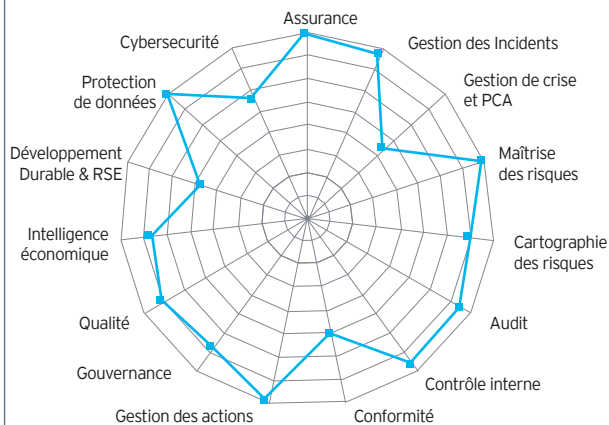 Assurance
Gestion des Incidents
Gestion de crise
et PCA
Maîtrise
des risques
Cartographie
des risques
Audit
Contrôle interne
Conformité
Gestion des actions
Gouvernance
Qualité
Intelligence
économique
Développement
Durable & RSE
Protection
de données
Cybersecurité